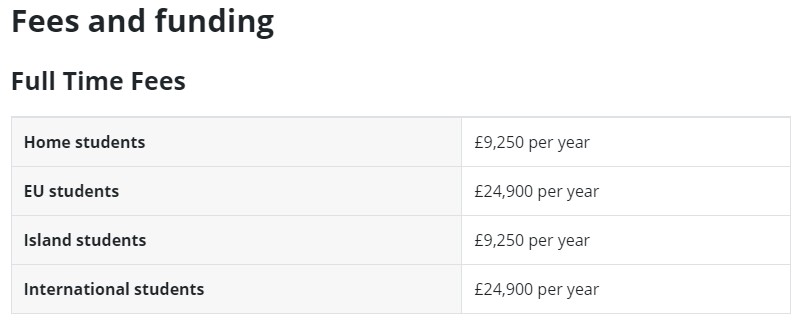 Fees and funding
Full Time Fees
Home students £9,250 per year
EU students £24,900 per year
Island students £9,250 per year
International students £24,900 per year